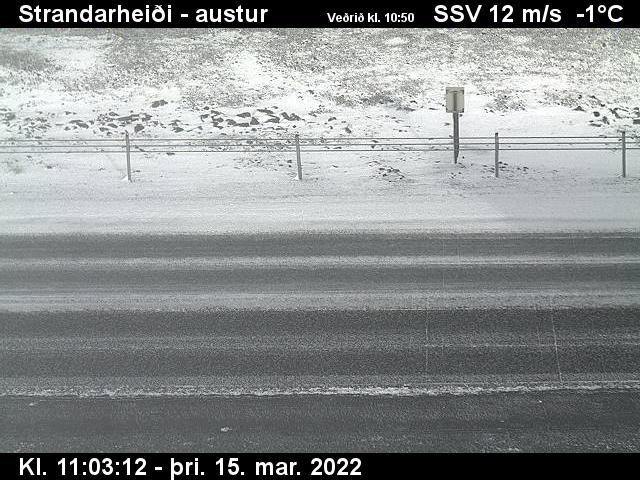 Strandarheiði - austur Veðrið kl. 10:50 SSV 12 m/s -1°C
Kl. 11:03:12 - þri. 15. mar. 2022